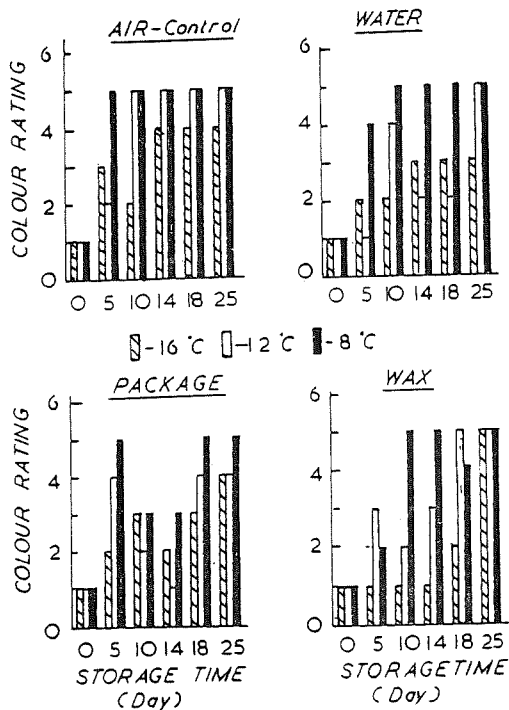 AIR-Control
WATER
COLOUR RATING
6
4
2
0
0 5 10 14 18 25
6
4
2
0
0 5 10 14 18 25
-16 °C -12 °C -8 °C
PACKAGE
WAX
COLOUR RATING
6
4
2
0
0 5 10 14 18 25
STORAGE TIME
(Day)
6
4
2
0
0 5 10 14 18 25
STORAGETIME
(Day)